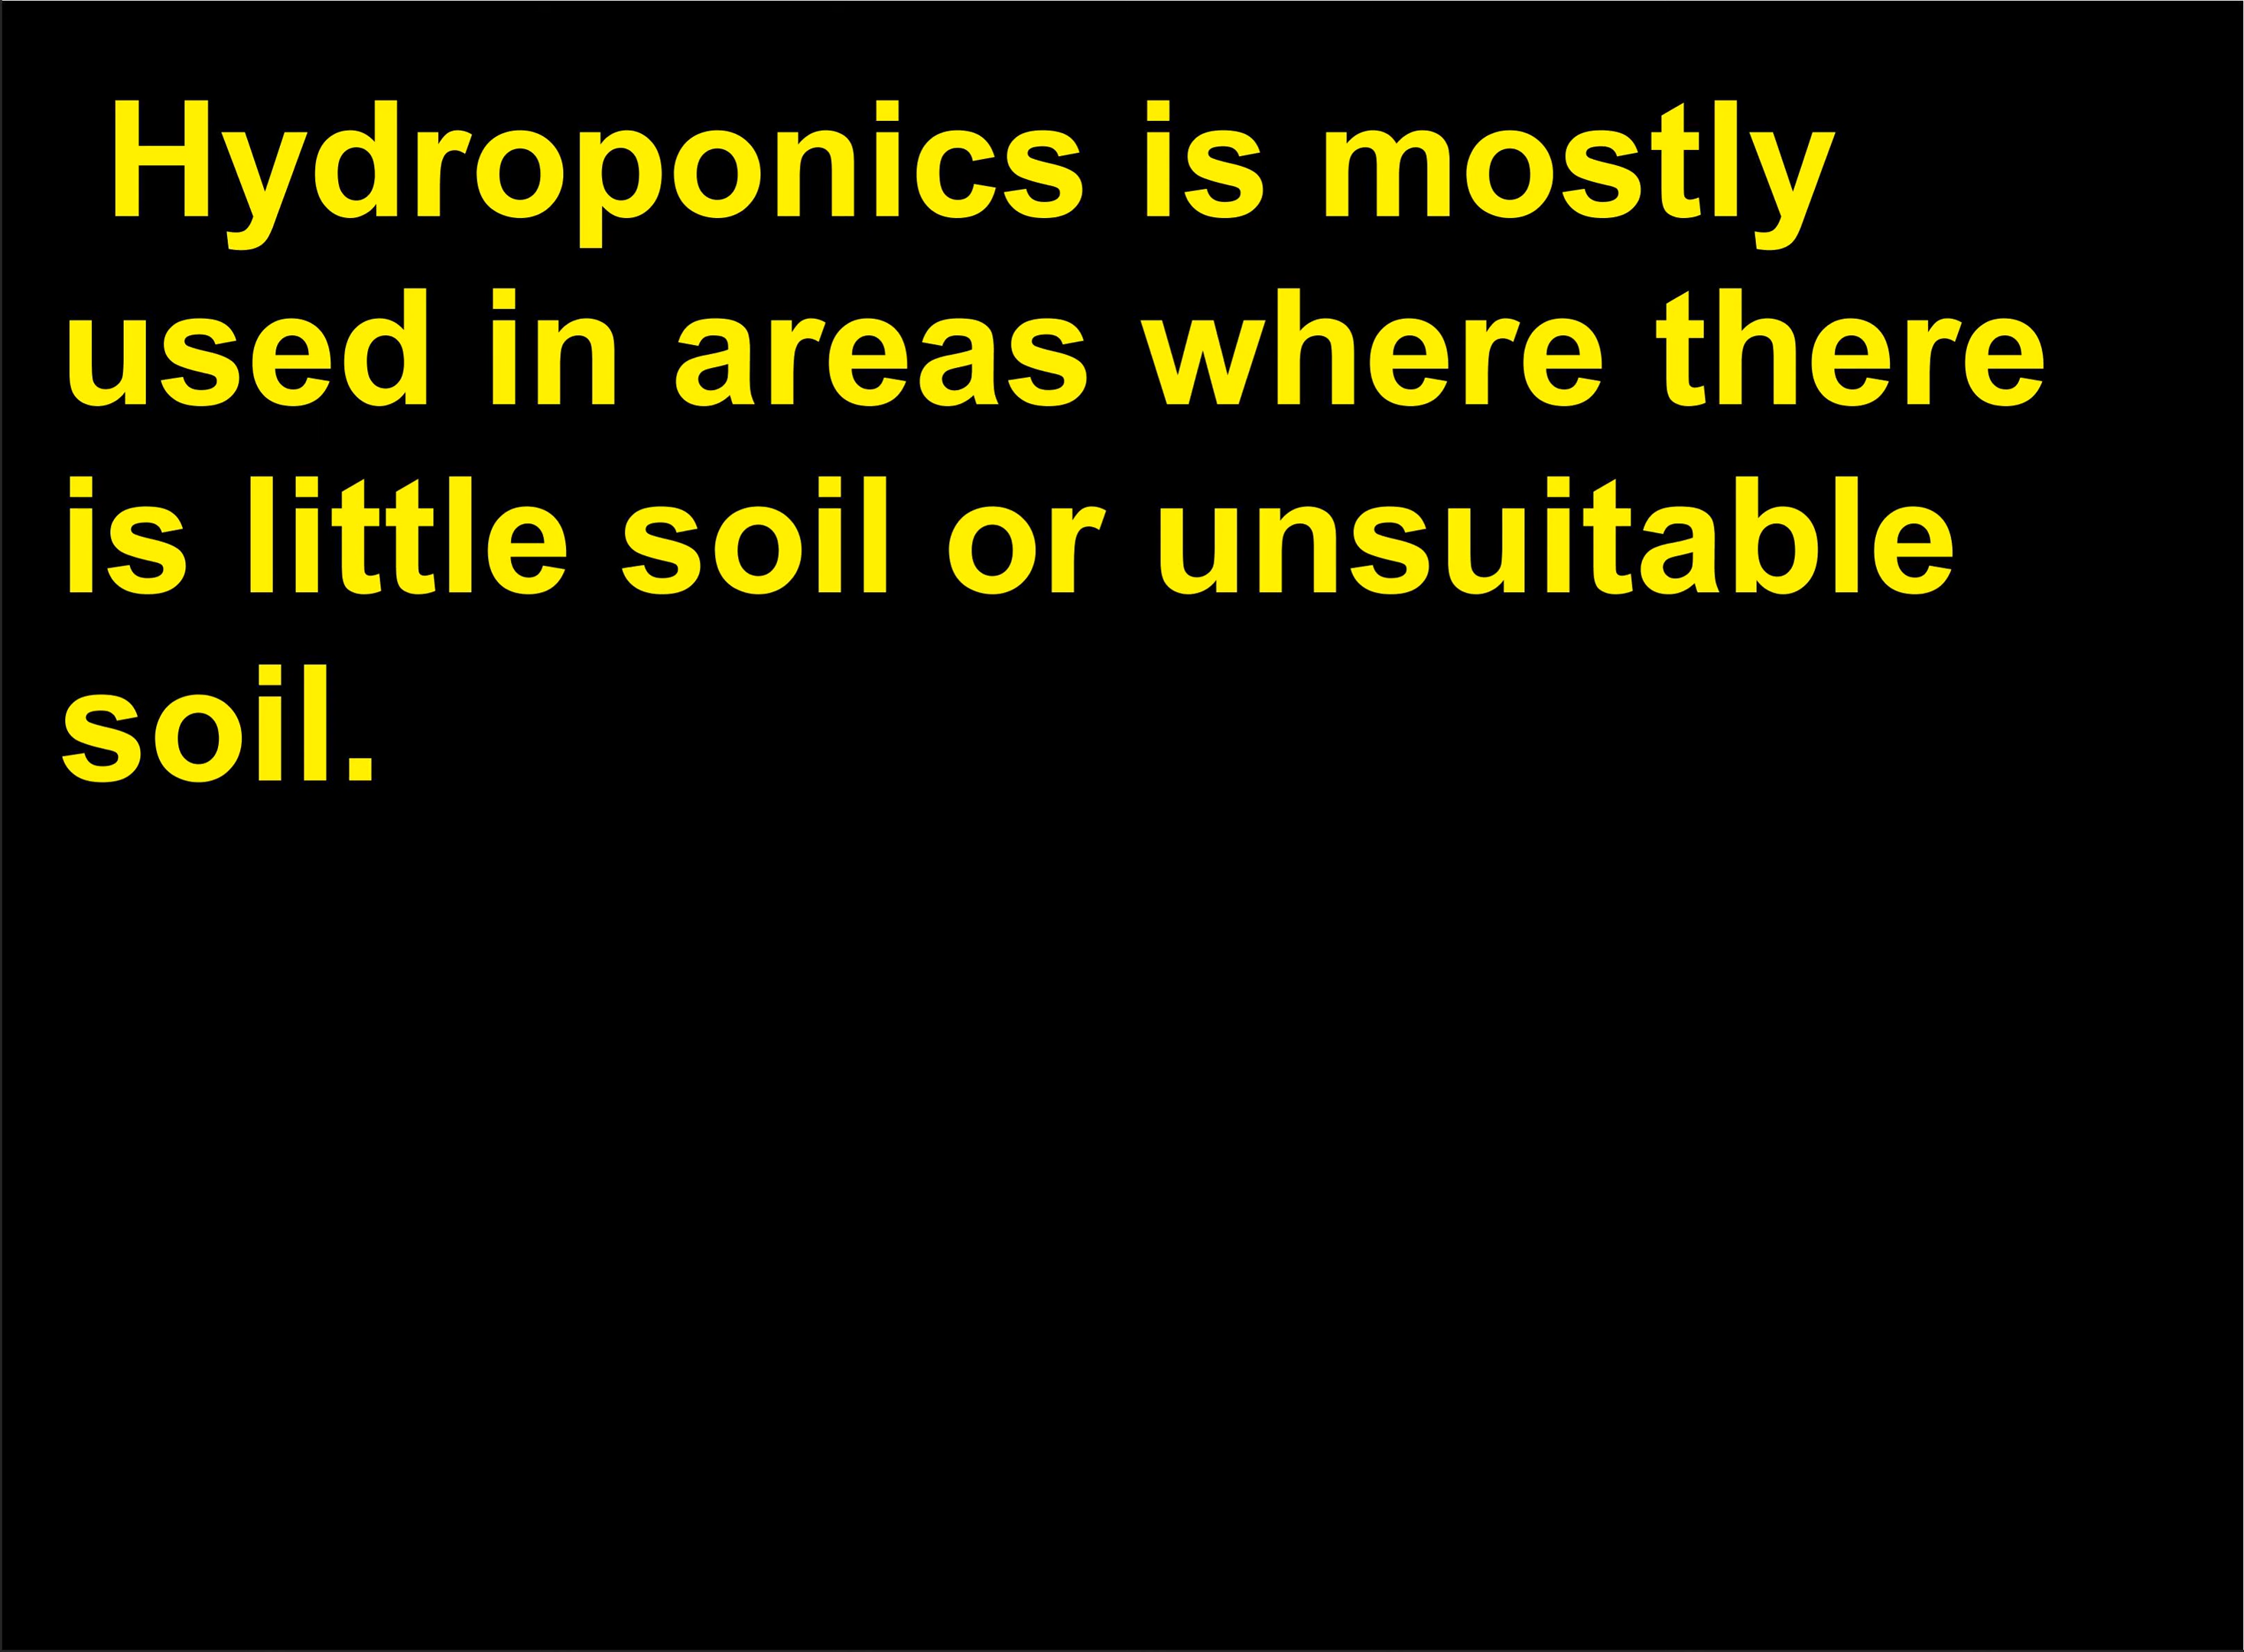 Hydroponics is mostly
used in areas where there
is little soil or unsuitable
soil.